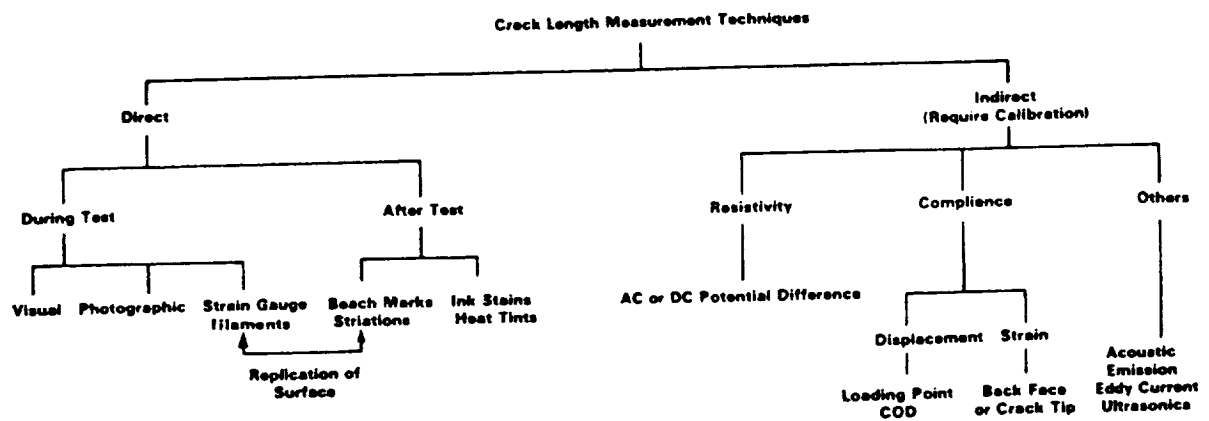 Crack Length Measurement Techniques
Direct
Indirect
(Require Calibration)
During Test
After Test
Resistivity
Compliance
Others
Visual
Photographic
Strain Gauge
Filaments
Beach Marks
Striations
Ink Stains
Heat Tints
Replication of
Surface
AC or DC Potential Difference
Displacement
Strain
Loading Point
COD
Back Face
or Crack Tip
Acoustic
Emission
Eddy Current
Ultrasonics